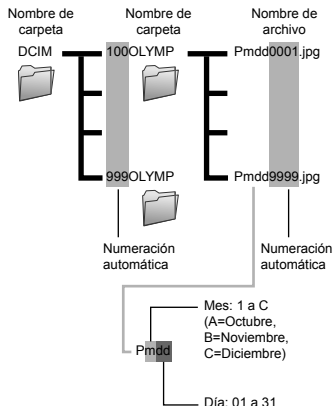 Nombre de
carpeta
Nombre de
carpeta
Nombre de
archivo
DCIM
100OLYMP
Pmdd0001.jpg
999OLYMP
Pmdd9999.jpg
Numeración
automática
Numeración
automática
Mes: 1 a C
(A=Octubre,
B=Noviembre,
C=Diciembre)
Pmdd
Día: 01 a 31